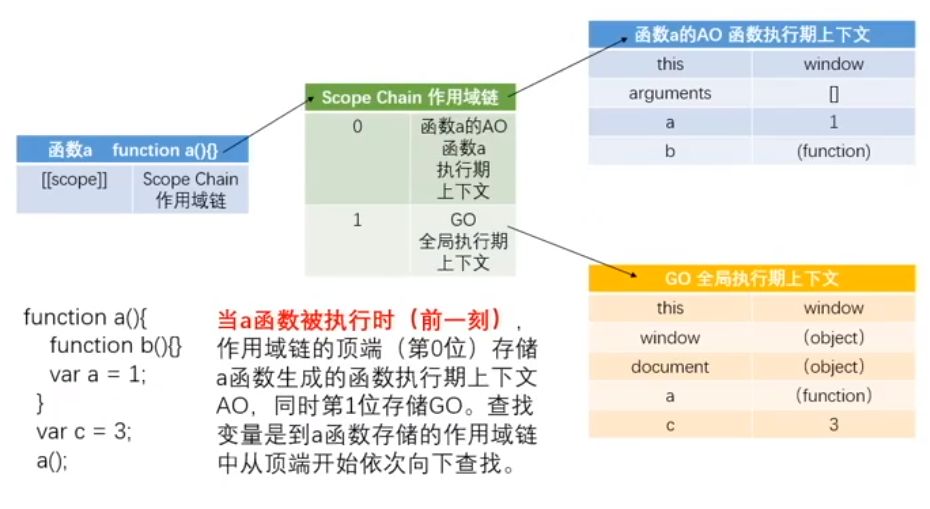 函数a function a(){}
[[scope]] Scope Chain
作用域链
Scope Chain 作用域链
0 函数a的AO
函数a
执行期
上下文
1 GO
全局执行期
上下文
函数a的AO 函数执行期上下文
this window
arguments []
a 1
b (function)
GO 全局执行期上下文
this window
window （object）
document （object）
a （function）
c 3
function a(){
function b(){}
var a = 1;
}
var c = 3;
a();
当a函数被执行时（前一刻），
作用域链的顶端（第0位）存储
a函数生成的函数执行期上下文
AO，同时第1位存储GO。查找
变量是到a函数存储的作用域链
中从顶端开始依次向下查找。